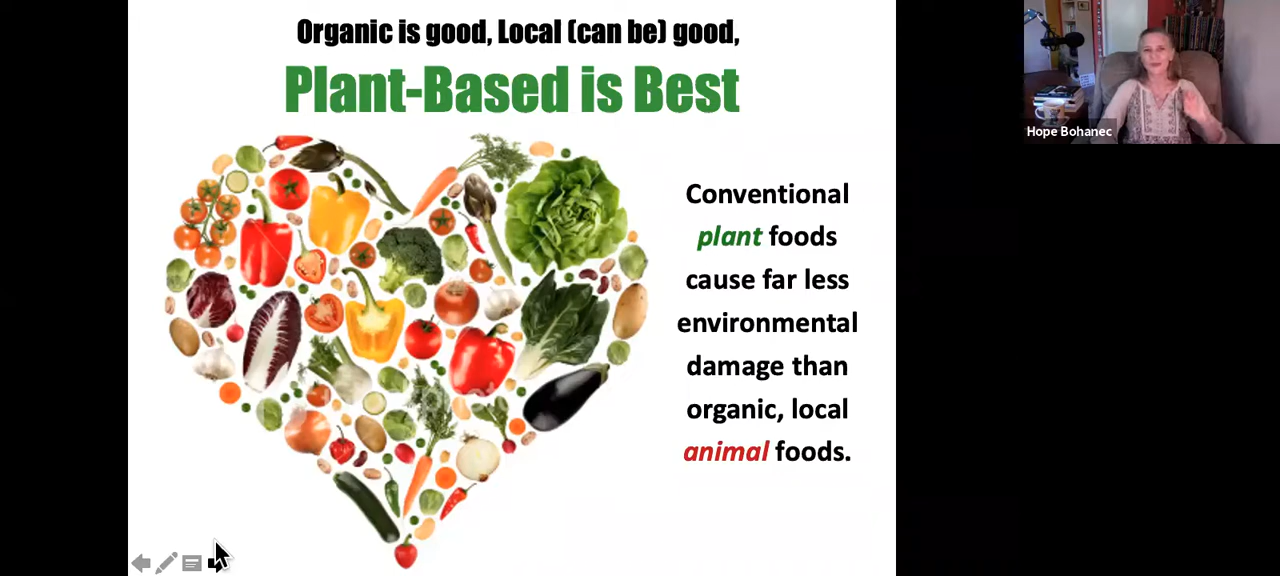 Organic is good, Local (can be) good,
Plant-Based is Best
Hope Bohanec
Conventional
plant foods
cause far less
environmental
damage than
organic, local
animal foods.